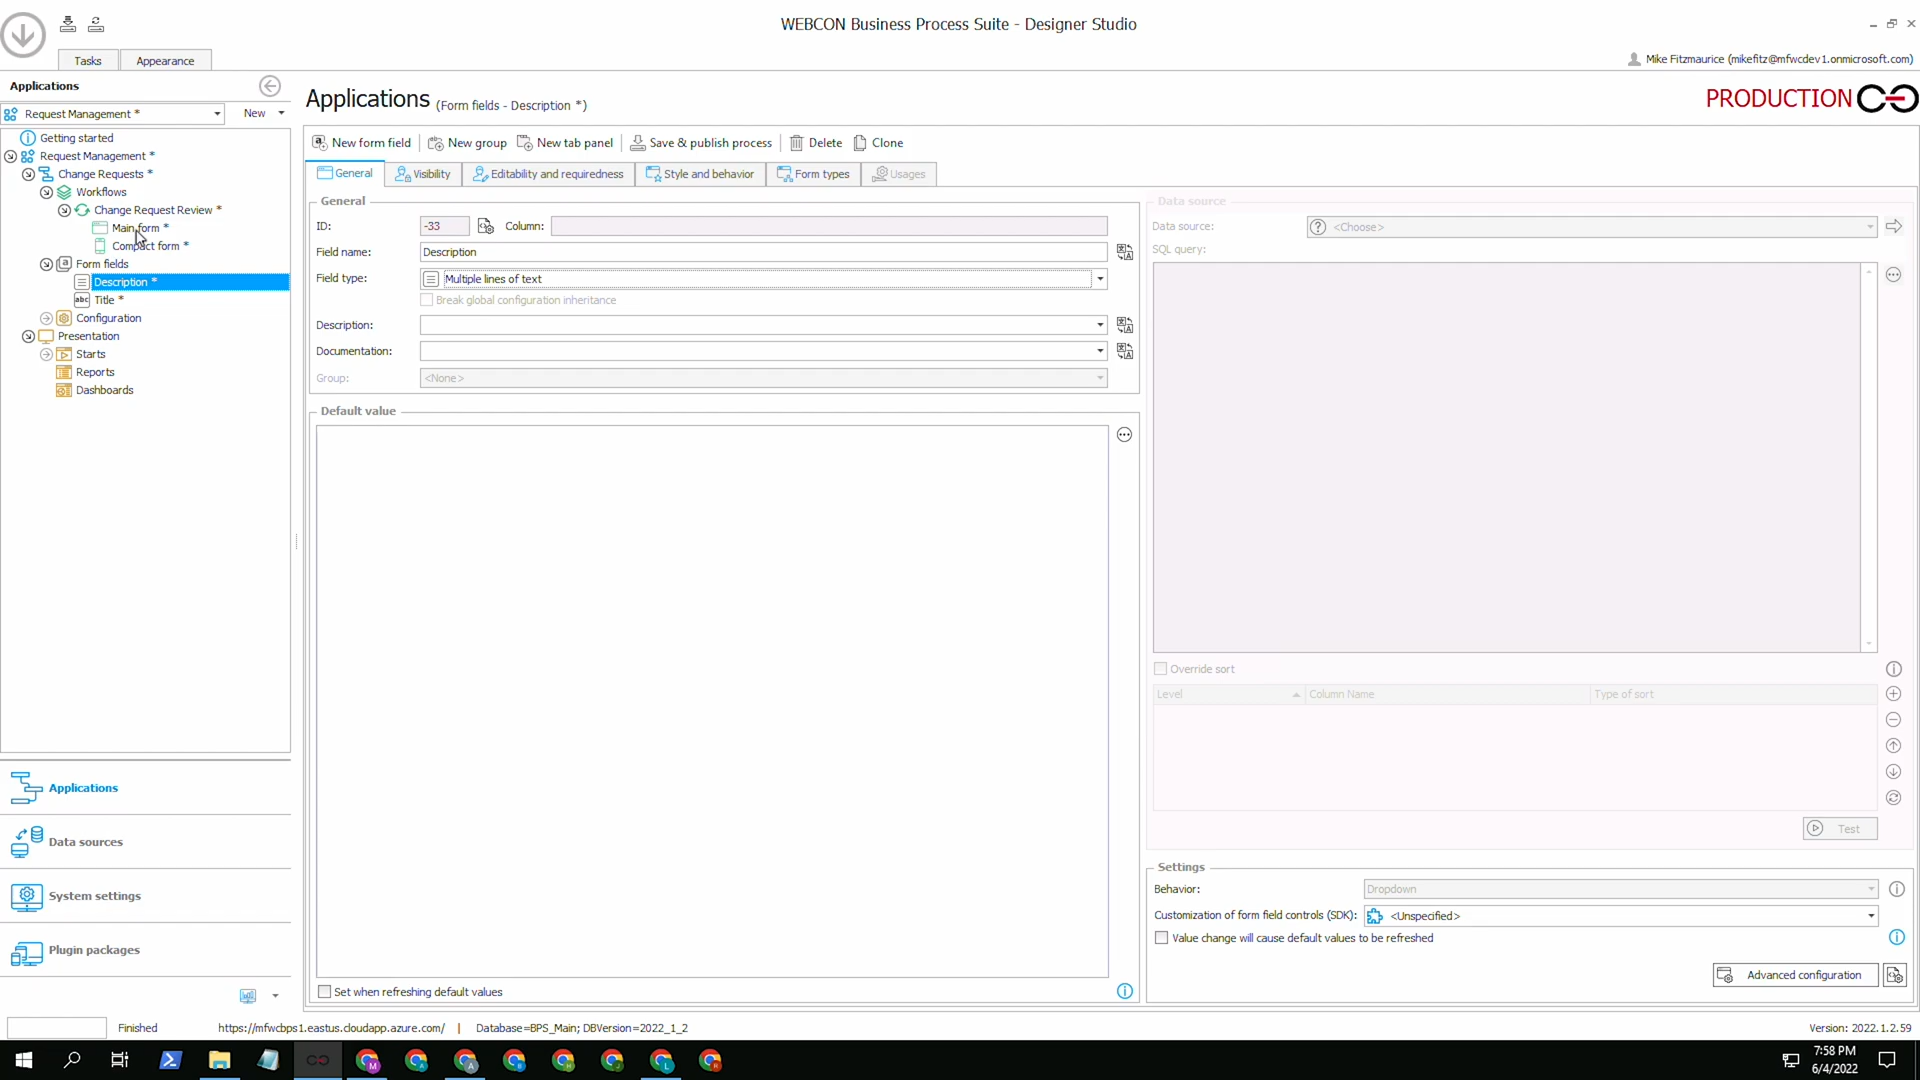 WEBCON Business Process Suite - Designer Studio
Tasks
Appearance
Mike Fitzmaurice (mikefitz@mfwcdev1.onmicrosoft.com)
Applications
Request Management *
New
Getting started
Request Management *
Change Requests *
Workflows
Change Request Review *
Main form *
Compact form *
Form fields
Description *
abc Title *
Configuration
Presentation
Starts
Reports
Dashboards
Applications
Data sources
System settings
Plugin packages
Applications (Form fields - Description *)
PRODUCTION
New form field
New group
New tab panel
Save & publish process
Delete
Clone
General
Visibility
Editability and requiredness
Style and behavior
Form types
Usages
General
ID: -33 Column:
Field name: Description
Field type: Multiple lines of text
Break global configuration inheritance
Description:
Documentation:
Group: <None>
Default value
Set when refreshing default values
Data source
Data source: <Choose>
SQL query:
Override sort
Level Column Name Type of sort
Test
Settings
Behavior: Dropdown
Customization of form field controls (SDK): <Unspecified>
Value change will cause default values to be refreshed
Advanced configuration
Finished
https://mfwcbps1.eastus.cloudapp.azure.com/ | Database=BPS_Main; DBVersion=2022_1_2
Version: 2022.1.2.59
7:58 PM
6/4/2022